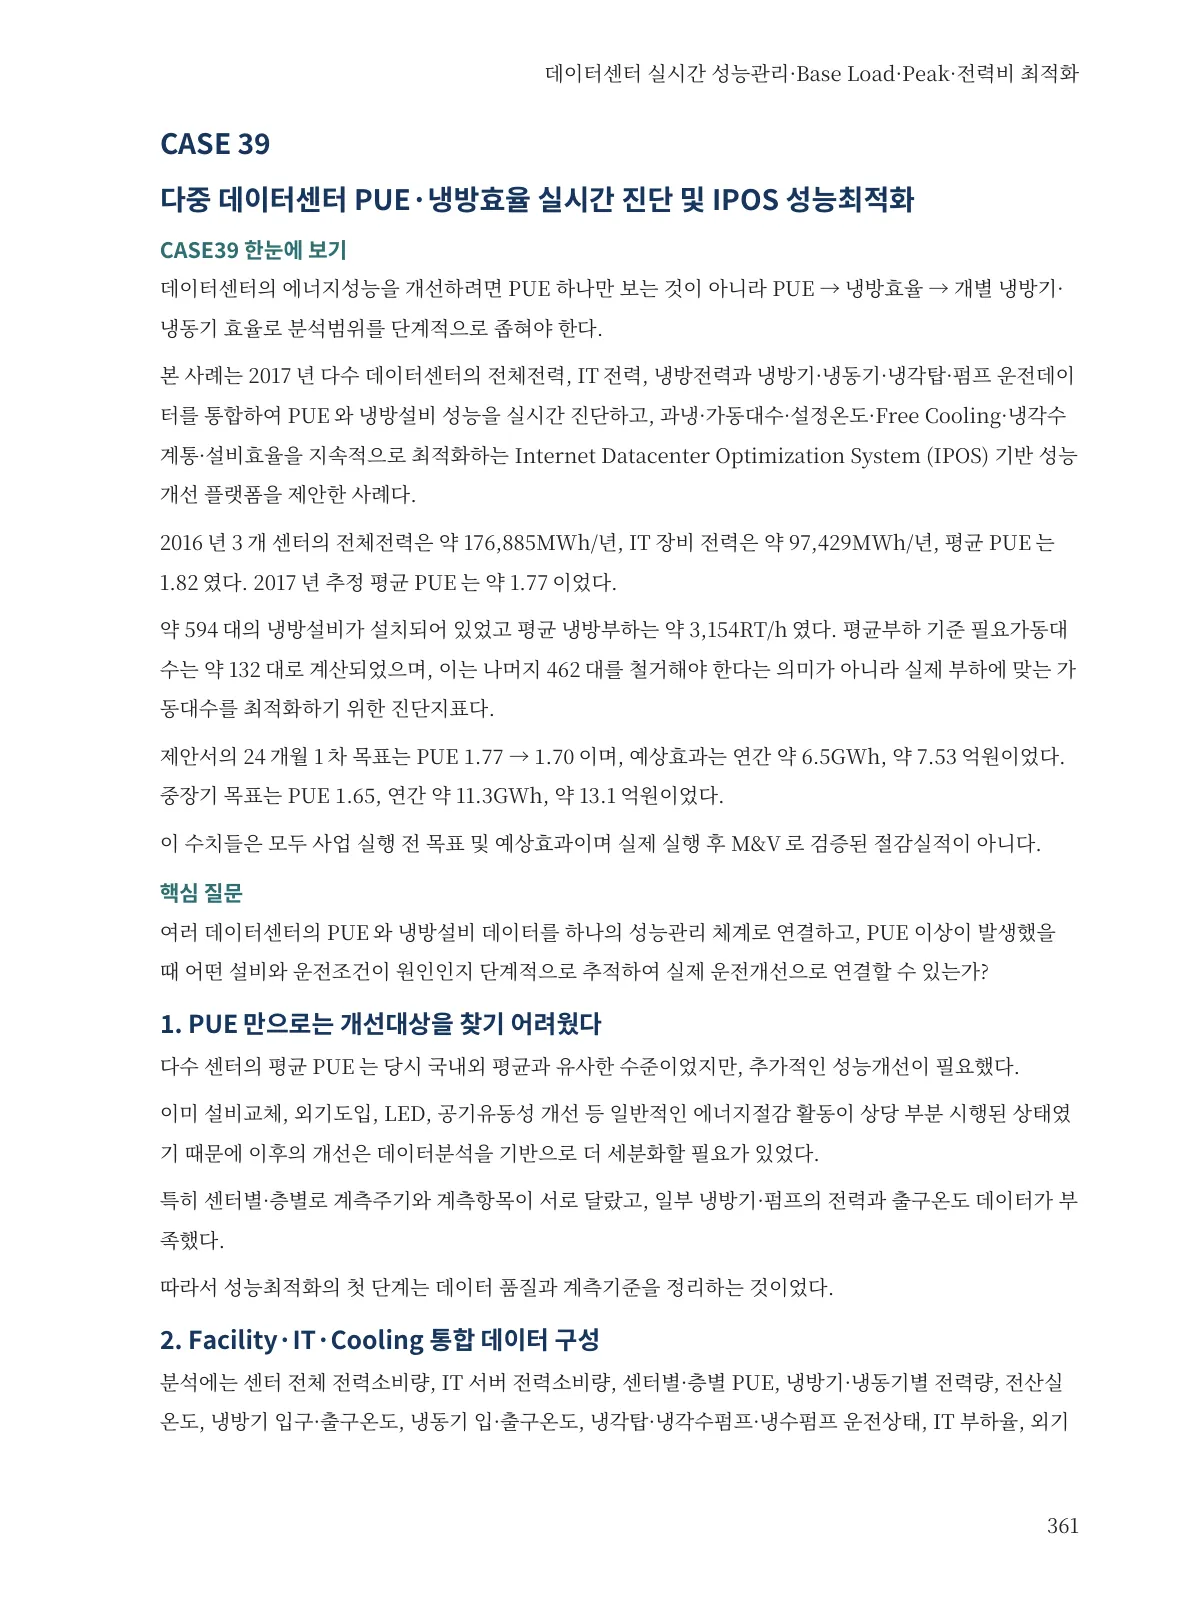 데이터센터 실시간 성능관리·Base Load·Peak·전력비 최적화
CASE 39
다중 데이터센터 PUE·냉방효율 실시간 진단 및 IPOS 성능최적화
CASE39 한눈에 보기
데이터센터의 에너지성능을 개선하려면 PUE 하나만 보는 것이 아니라 PUE → 냉방효율 → 개별 냉방기·
냉동기 효율로 분석범위를 단계적으로 좁혀야 한다.
본 사례는 2017 년 다수 데이터센터의 전체전력, IT 전력, 냉방전력과 냉방기·냉동기·냉각탑·펌프 운전데이
터를 통합하여 PUE 와 냉방설비 성능을 실시간 진단하고, 과냉·가동대수·설정온도·Free Cooling·냉각수
계통·설비효율을 지속적으로 최적화하는 Internet Datacenter Optimization System (IPOS) 기반 성능
개선 플랫폼을 제안한 사례다.
2016 년 3 개 센터의 전체전력은 약 176,885MWh/년, IT 장비 전력은 약 97,429MWh/년, 평균 PUE 는
1.82 였다. 2017 년 추정 평균 PUE 는 약 1.77 이었다.
약 594 대의 냉방설비가 설치되어 있었고 평균 냉방부하는 약 3,154RT/h 였다. 평균부하 기준 필요가동대
수는 약 132 대로 계산되었으며, 이는 나머지 462 대를 철거해야 한다는 의미가 아니라 실제 부하에 맞는 가
동대수를 최적화하기 위한 진단지표다.
제안서의 24 개월 1 차 목표는 PUE 1.77 → 1.70 이며, 예상효과는 연간 약 6.5GWh, 약 7.53 억원이었다.
중장기 목표는 PUE 1.65, 연간 약 11.3GWh, 약 13.1 억원이었다.
이 수치들은 모두 사업 실행 전 목표 및 예상효과이며 실제 실행 후 M&V 로 검증된 절감실적이 아니다.
핵심 질문
여러 데이터센터의 PUE 와 냉방설비 데이터를 하나의 성능관리 체계로 연결하고, PUE 이상이 발생했을
때 어떤 설비와 운전조건이 원인인지 단계적으로 추적하여 실제 운전개선으로 연결할 수 있는가?
1. PUE 만으로는 개선대상을 찾기 어려웠다
다수 센터의 평균 PUE 는 당시 국내외 평균과 유사한 수준이었지만, 추가적인 성능개선이 필요했다.
이미 설비교체, 외기도입, LED, 공기유동성 개선 등 일반적인 에너지절감 활동이 상당 부분 시행된 상태였
기 때문에 이후의 개선은 데이터분석을 기반으로 더 세분화할 필요가 있었다.
특히 센터별·층별로 계측주기와 계측항목이 서로 달랐고, 일부 냉방기·펌프의 전력과 출구온도 데이터가 부
족했다.
따라서 성능최적화의 첫 단계는 데이터 품질과 계측기준을 정리하는 것이었다.
2. Facility·IT·Cooling 통합 데이터 구성
분석에는 센터 전체 전력소비량, IT 서버 전력소비량, 센터별·층별 PUE, 냉방기·냉동기별 전력량, 전산실
온도, 냉방기 입구·출구온도, 냉동기 입·출구온도, 냉각탑·냉각수펌프·냉수펌프 운전상태, IT 부하율, 외기
361